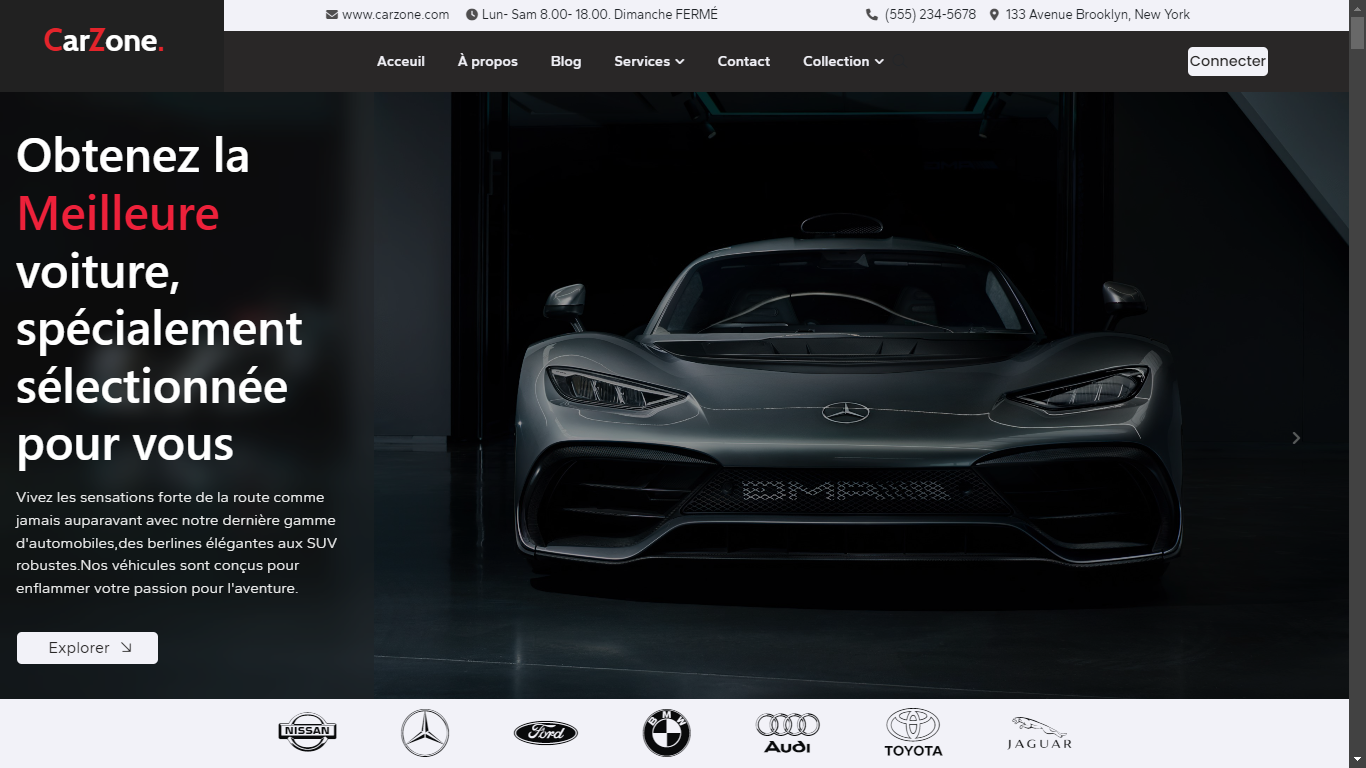 CarZone.
www.carzone.com Lun- Sam 8.00- 18.00. Dimanche FERMÉ (555) 234-5678 133 Avenue Brooklyn, New York
Acceuil À propos Blog Services Contact Collection Connecter
Obtenez la
Meilleure
voiture,
spécialement
sélectionnée
pour vous
Vivez les sensations forte de la route comme
jamais auparavant avec notre dernière gamme
d'automobiles,des berlines élégantes aux SUV
robustes.Nos véhicules sont conçus pour
enflammer votre passion pour l'aventure.
Explorer
NISSAN Ford BMW Audi TOYOTA JAGUAR